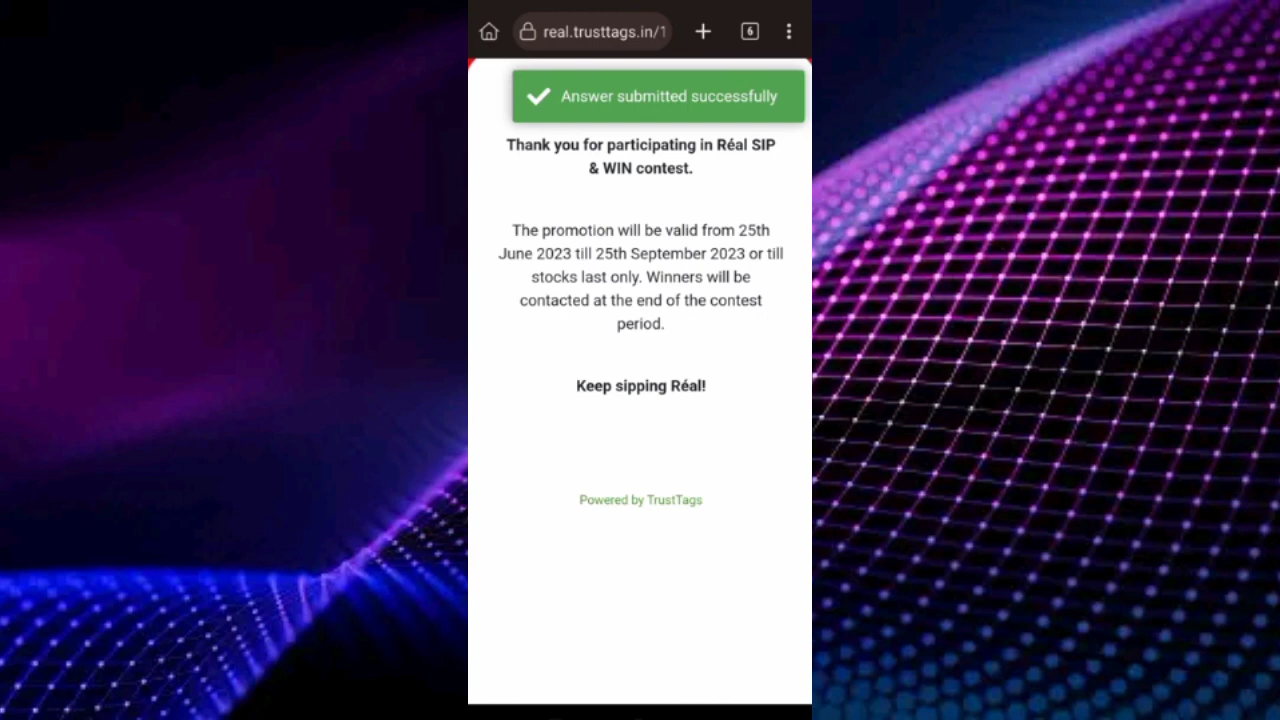 real.trusttags.in/1
6
Answer submitted successfully
Thank you for participating in Réal SIP
& WIN contest.
The promotion will be valid from 25th
June 2023 till 25th September 2023 or till
stocks last only. Winners will be
contacted at the end of the contest
period.
Keep sipping Réal!
Powered by TrustTags